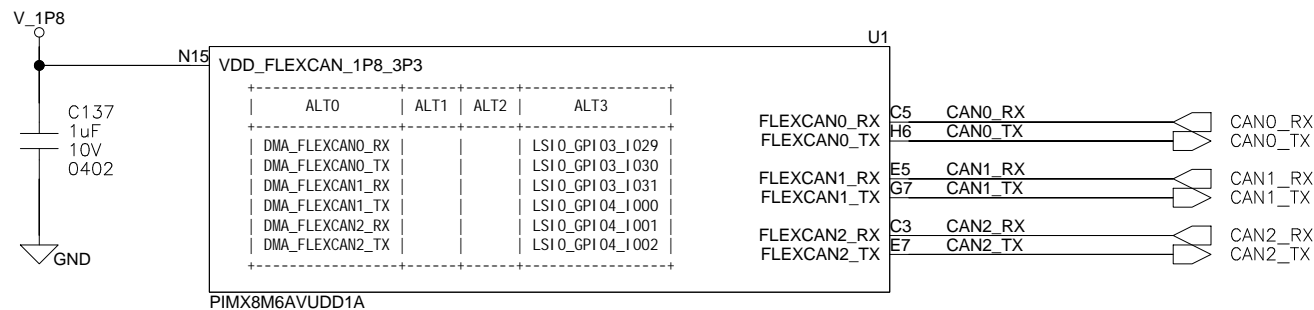 V_1P8
U1
N15
VDD_FLEXCAN_1P8_3P3
+-----------------+------+------+-----------------+
| ALT0 | ALT1 | ALT2 | ALT3 |
+-----------------+------+------+-----------------+
| DMA_FLEXCAN0_RX | | | LSIO_GPIO3_IO29 |
| DMA_FLEXCAN0_TX | | | LSIO_GPIO3_IO30 |
| DMA_FLEXCAN1_RX | | | LSIO_GPIO3_IO31 |
| DMA_FLEXCAN1_TX | | | LSIO_GPIO4_IO00 |
| DMA_FLEXCAN2_RX | | | LSIO_GPIO4_IO01 |
| DMA_FLEXCAN2_TX | | | LSIO_GPIO4_IO02 |
+-----------------+------+------+-----------------+
C137
1uF
10V
0402
GND
FLEXCAN0_RX C5 CAN0_RX CAN0_RX
FLEXCAN0_TX H6 CAN0_TX CAN0_TX
FLEXCAN1_RX E5 CAN1_RX CAN1_RX
FLEXCAN1_TX G7 CAN1_TX CAN1_TX
FLEXCAN2_RX C3 CAN2_RX CAN2_RX
FLEXCAN2_TX E7 CAN2_TX CAN2_TX
PIMX8M6AVUDD1A